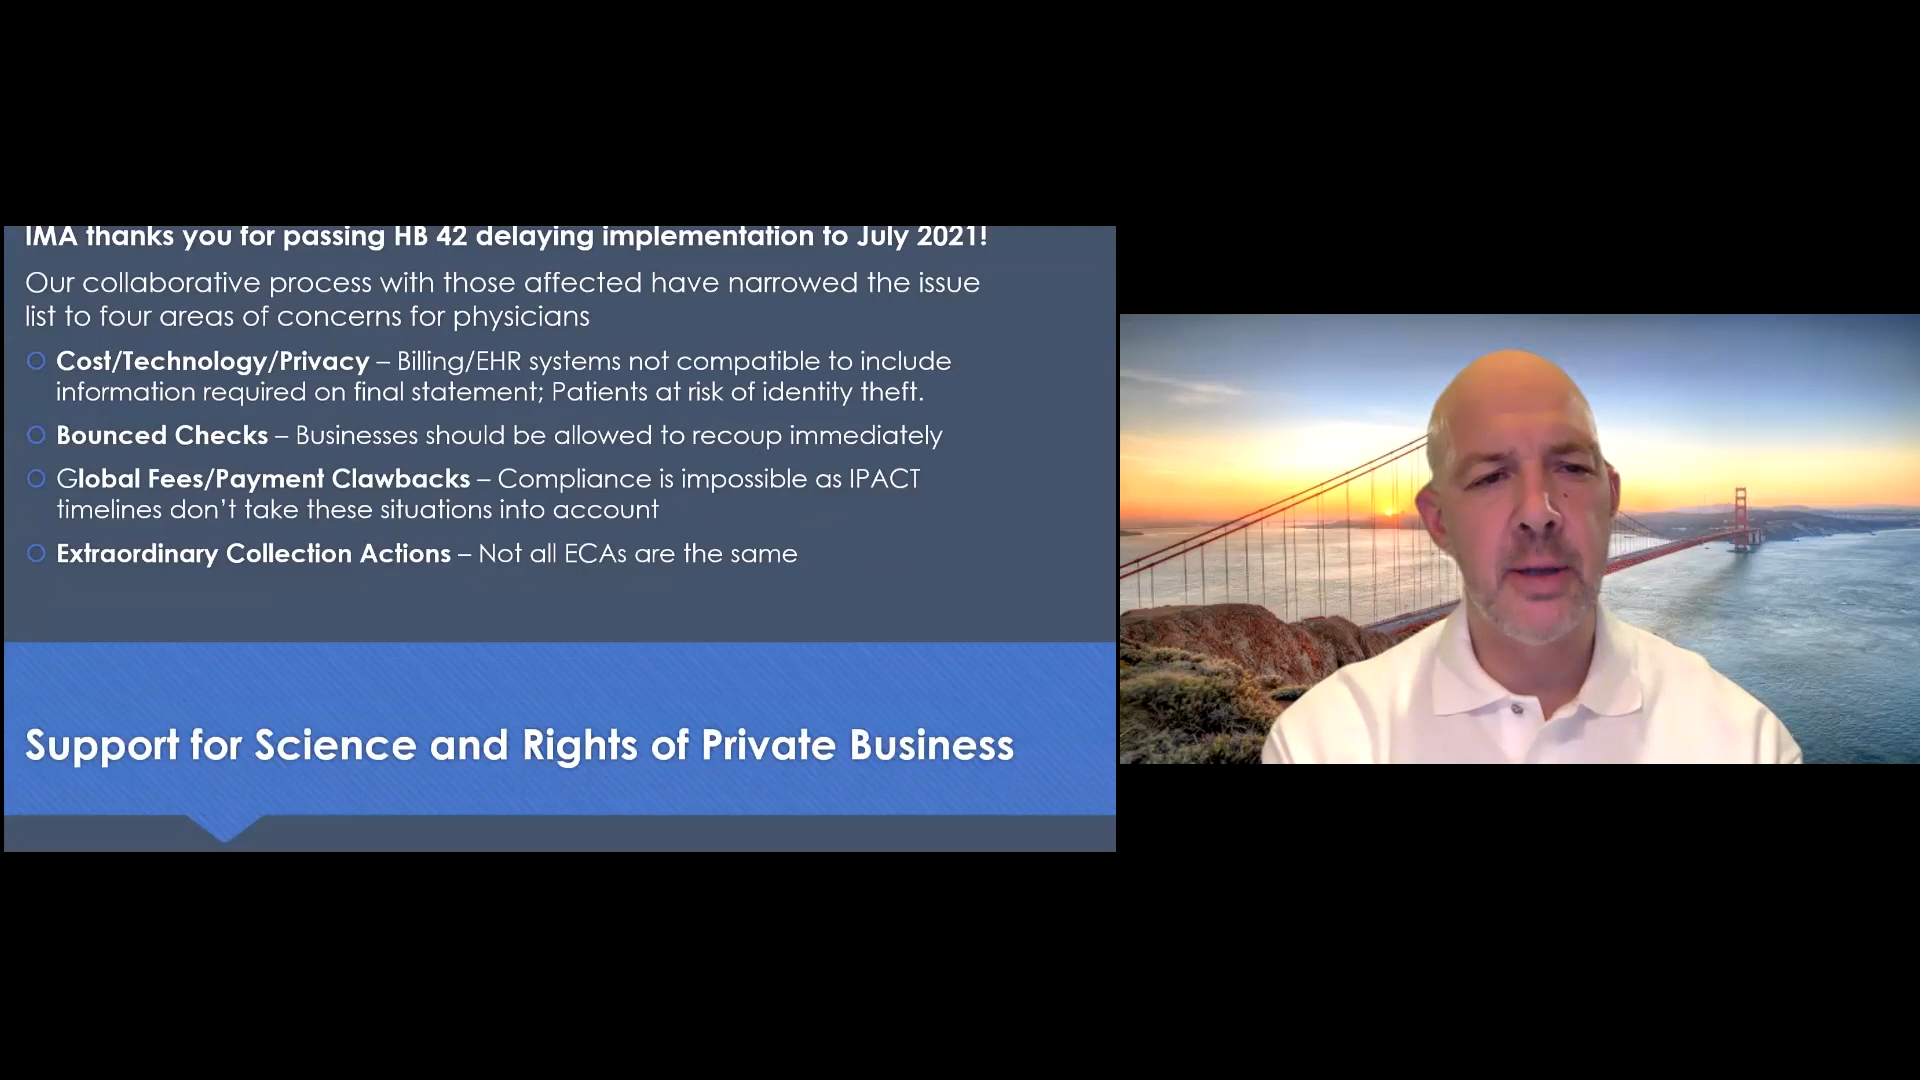 IMA thanks you for passing HB 42 delaying implementation to July 2021!
Our collaborative process with those affected have narrowed the issue
list to four areas of concerns for physicians
Cost/Technology/Privacy – Billing/EHR systems not compatible to include
information required on final statement; Patients at risk of identity theft.
Bounced Checks – Businesses should be allowed to recoup immediately
Global Fees/Payment Clawbacks – Compliance is impossible as IPACT
timelines don't take these situations into account
Extraordinary Collection Actions – Not all ECAs are the same
Support for Science and Rights of Private Business